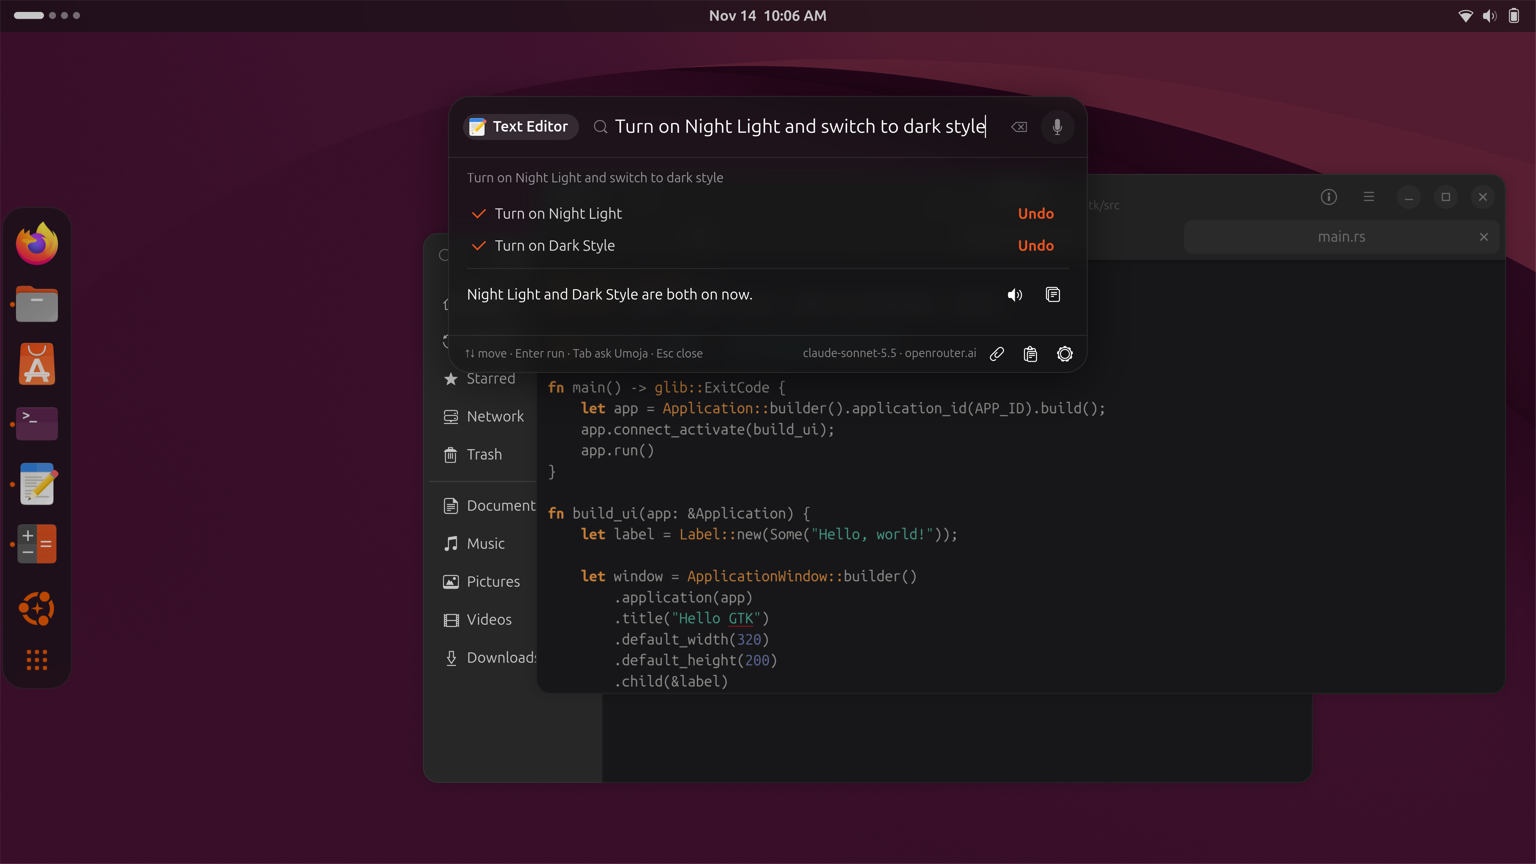 Nov 14 10:06 AM
Text Editor
Turn on Night Light and switch to dark style
Turn on Night Light and switch to dark style
Turn on Night Light
Undo
Turn on Dark Style
Undo
Night Light and Dark Style are both on now.
↑↓ move · Enter run · Tab ask Umoja · Esc close
claude-sonnet-5.5 · openrouter.ai
tk/src
main.rs
Starred
Network
Trash
Document
Music
Pictures
Videos
Downloads
fn main() -> glib::ExitCode {
    let app = Application::builder().application_id(APP_ID).build();
    app.connect_activate(build_ui);
    app.run()
}
fn build_ui(app: &Application) {
    let label = Label::new(Some("Hello, world!"));
    let window = ApplicationWindow::builder()
        .application(app)
        .title("Hello GTK")
        .default_width(320)
        .default_height(200)
        .child(&label)